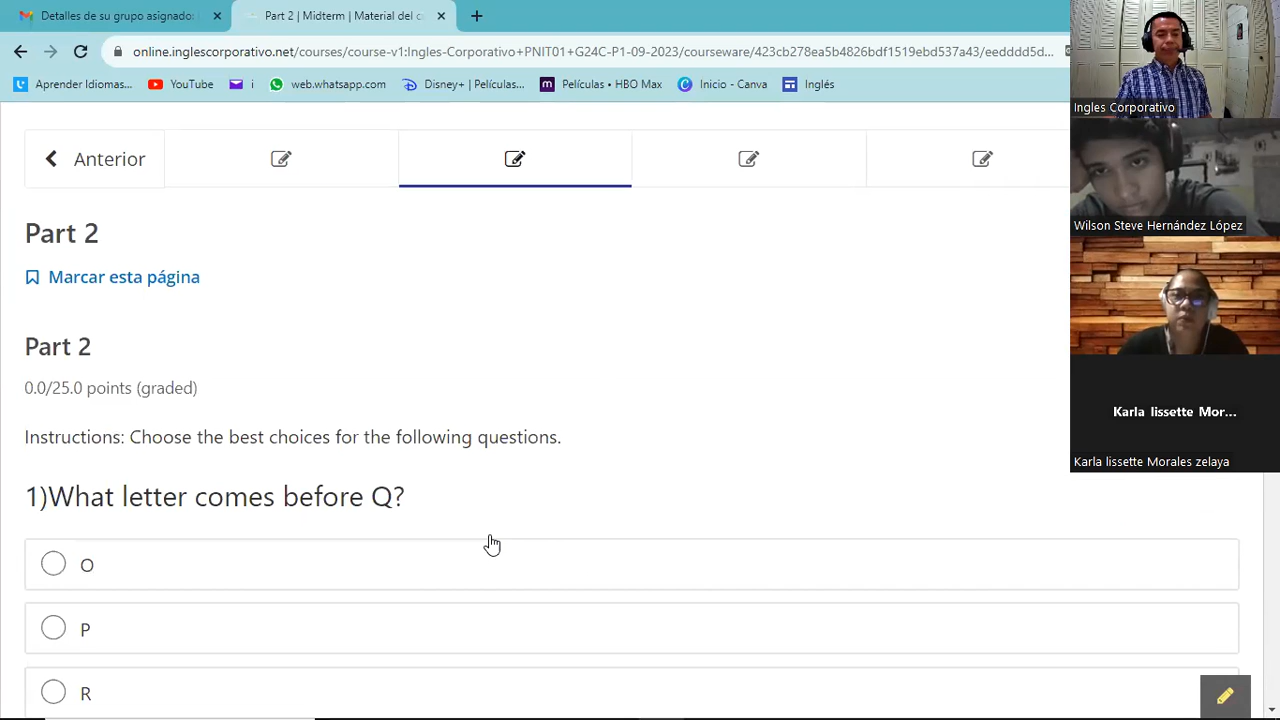 Detalles de su grupo asignado:
Part 2 | Midterm | Material del c
online.inglescorporativo.net/courses/course-v1:Ingles-Corporativo+PNIT01+G24C-P1-09-2023/courseware/423cb278ea5b4826bdf1519ebd537a43/eedddd5d...
Aprender Idiomas...
YouTube
i
web.whatsapp.com
Disney+ | Películas...
Películas • HBO Max
Inicio - Canva
Inglés
Ingles Corporativo
Anterior
Wilson Steve Hernández López
Part 2
Marcar esta página
Part 2
0.0/25.0 points (graded)
Karla lissette Mor...
Karla lissette Morales zelaya
Instructions: Choose the best choices for the following questions.
1)What letter comes before Q?
O
P
R